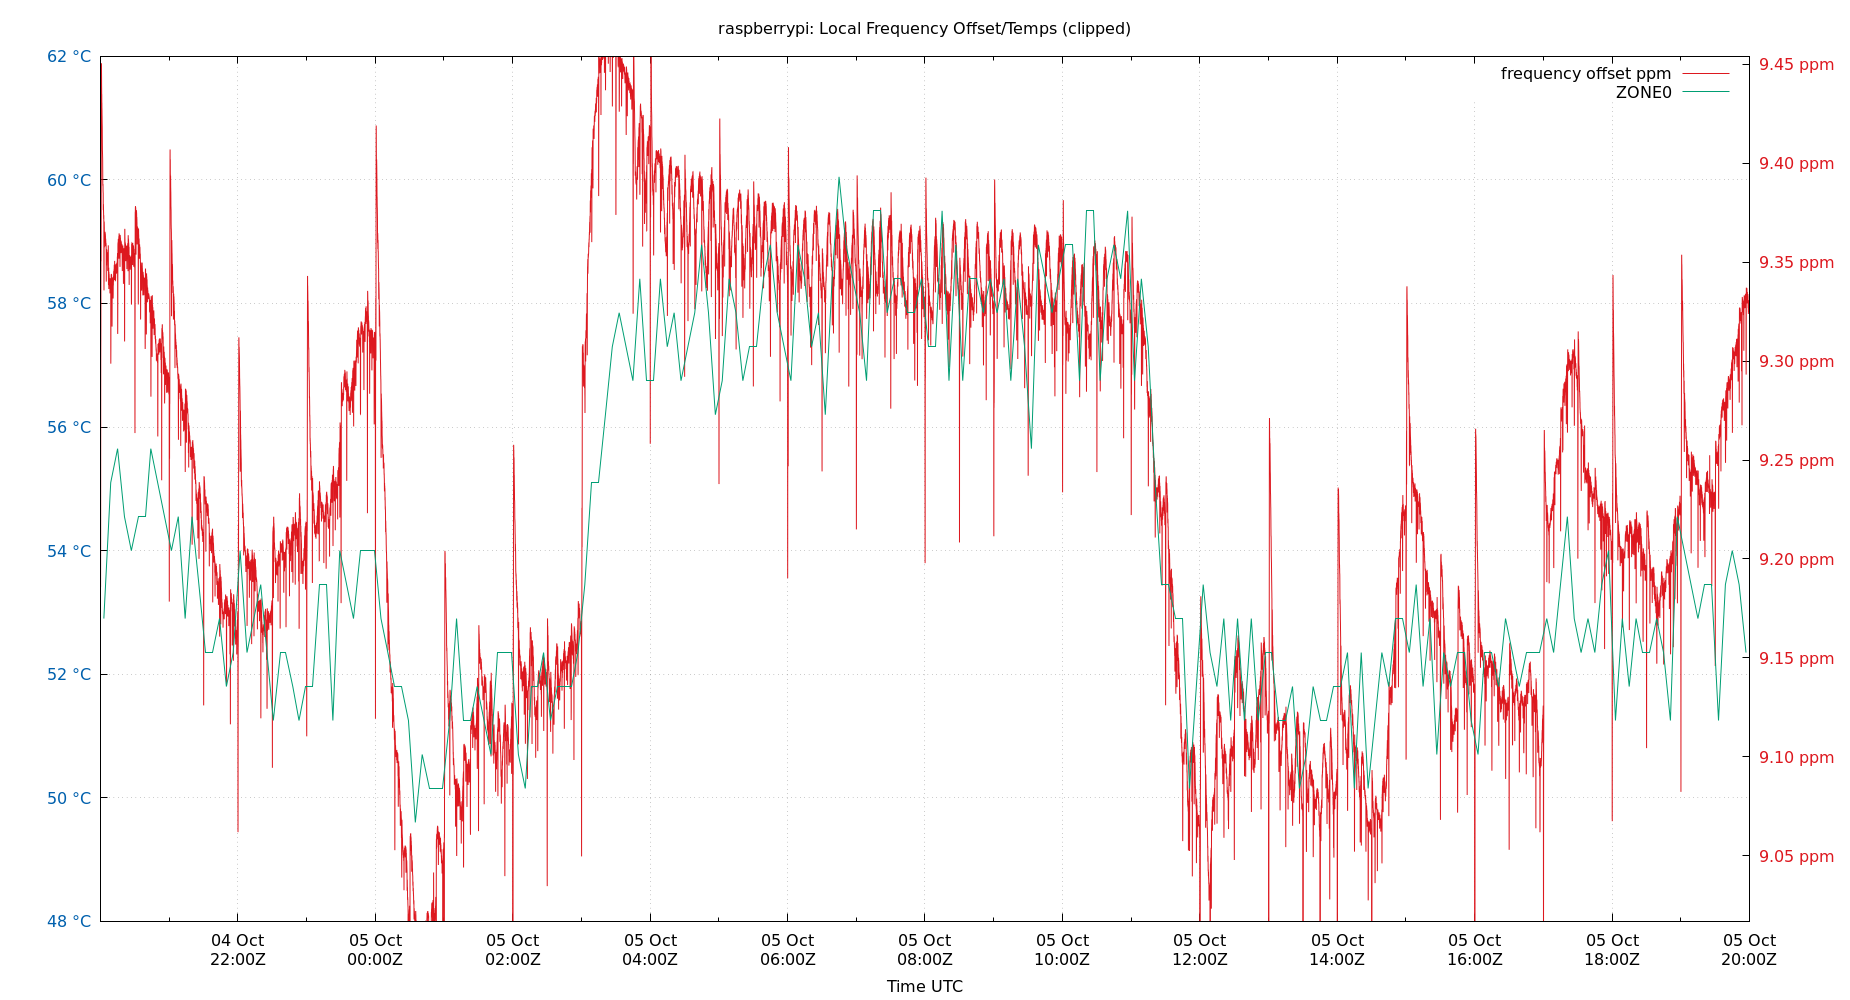 raspberrypi: Local Frequency Offset/Temps (clipped)
frequency offset ppm
ZONE0
62 °C
60 °C
58 °C
56 °C
54 °C
52 °C
50 °C
48 °C
9.45 ppm
9.40 ppm
9.35 ppm
9.30 ppm
9.25 ppm
9.20 ppm
9.15 ppm
9.10 ppm
9.05 ppm
04 Oct
22:00Z
05 Oct
00:00Z
05 Oct
02:00Z
05 Oct
04:00Z
05 Oct
06:00Z
05 Oct
08:00Z
05 Oct
10:00Z
05 Oct
12:00Z
05 Oct
14:00Z
05 Oct
16:00Z
05 Oct
18:00Z
05 Oct
20:00Z
Time UTC